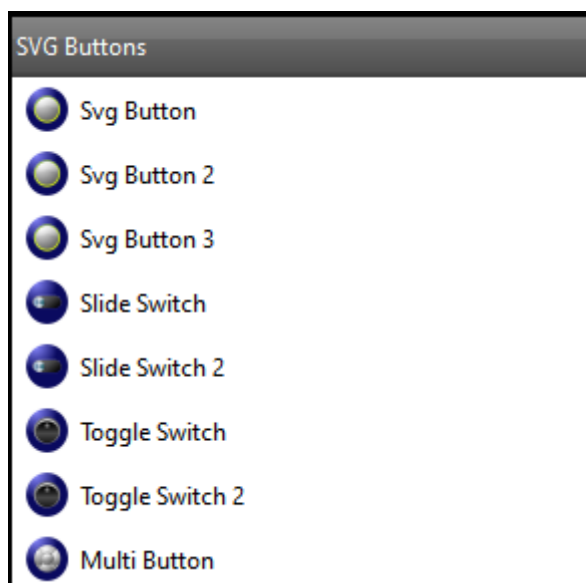 SVG Buttons
Svg Button
Svg Button 2
Svg Button 3
Slide Switch
Slide Switch 2
Toggle Switch
Toggle Switch 2
Multi Button